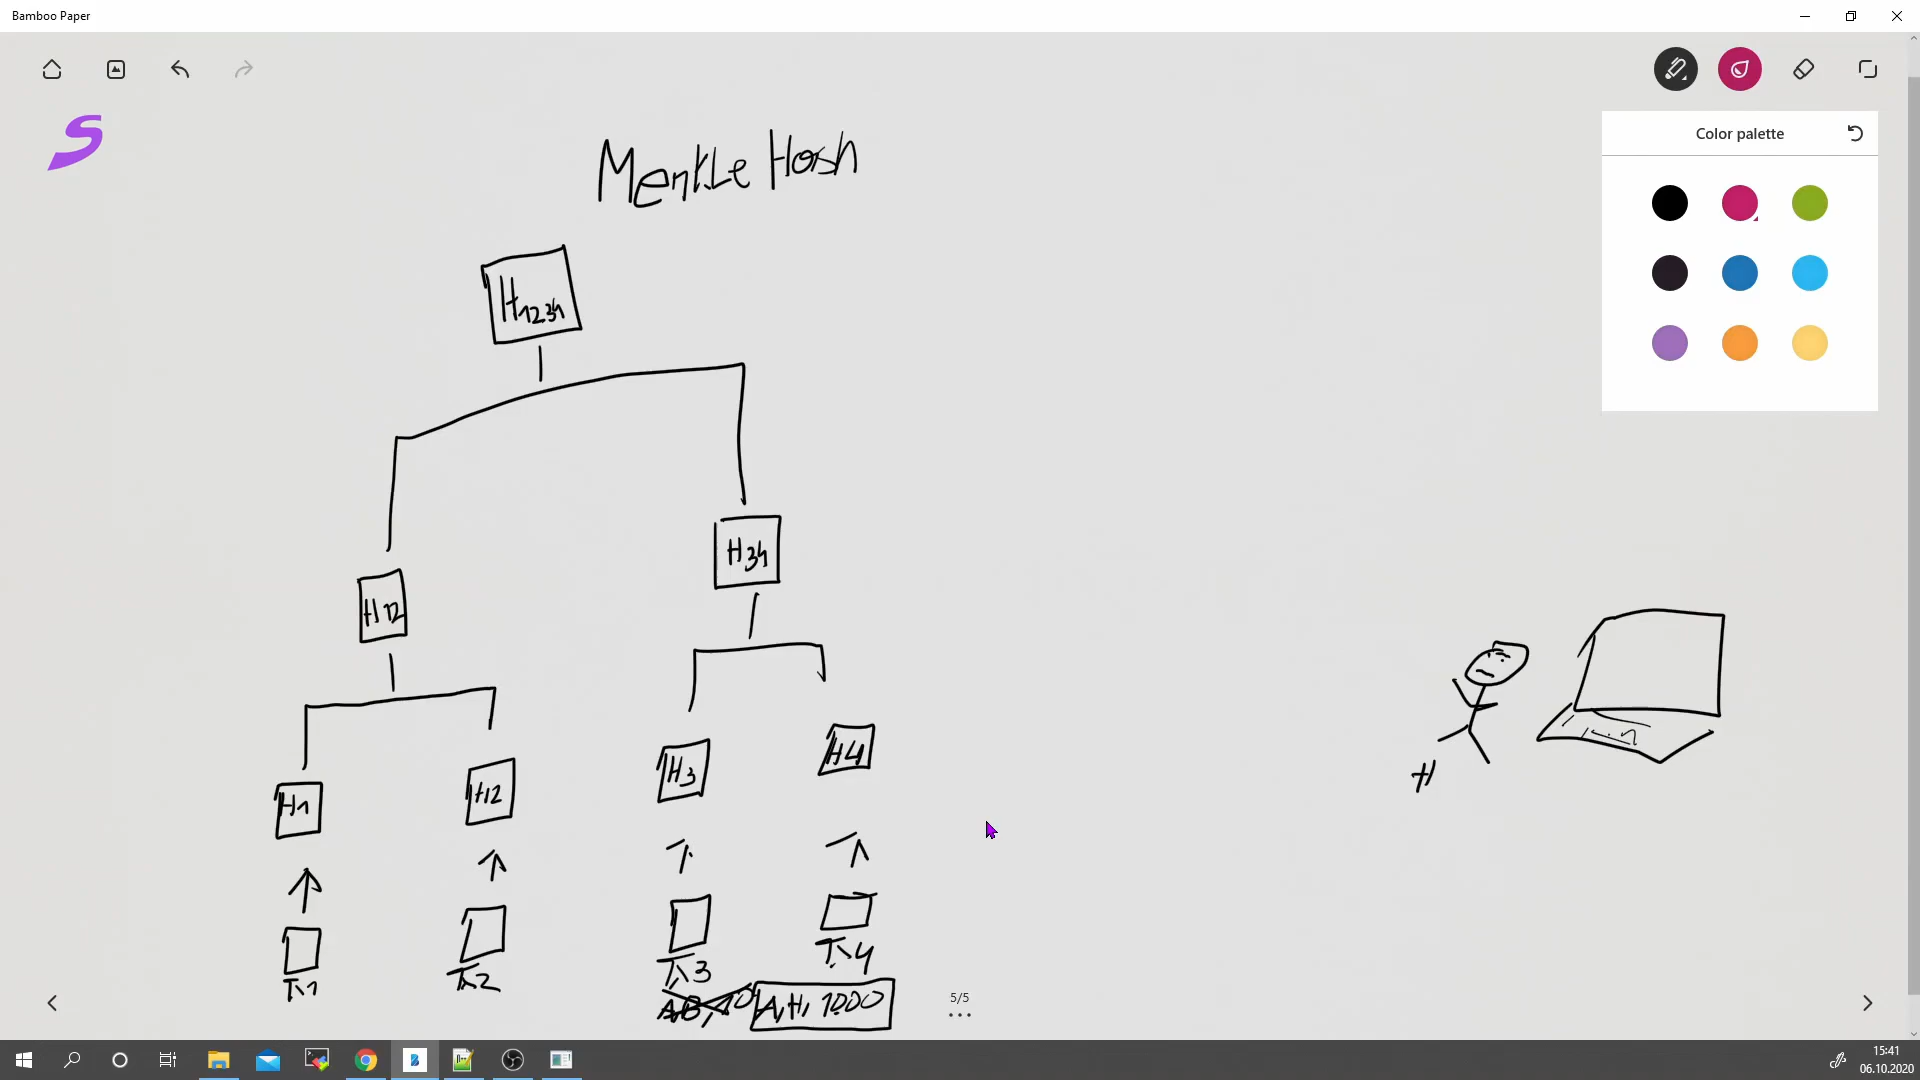 Bamboo Paper
Color palette
Merkle Hash
H1234
H34
H12
H3
H4
H1
H12
Tx1
Tx2
Tx3
Tx4
A,H,1000
H
5/5
15:41
06.10.2020